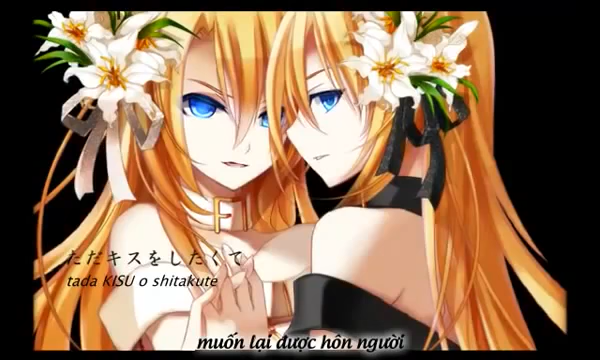 ただキスをしたくて
tada KISU o shitakute
muốn lại được hôn người